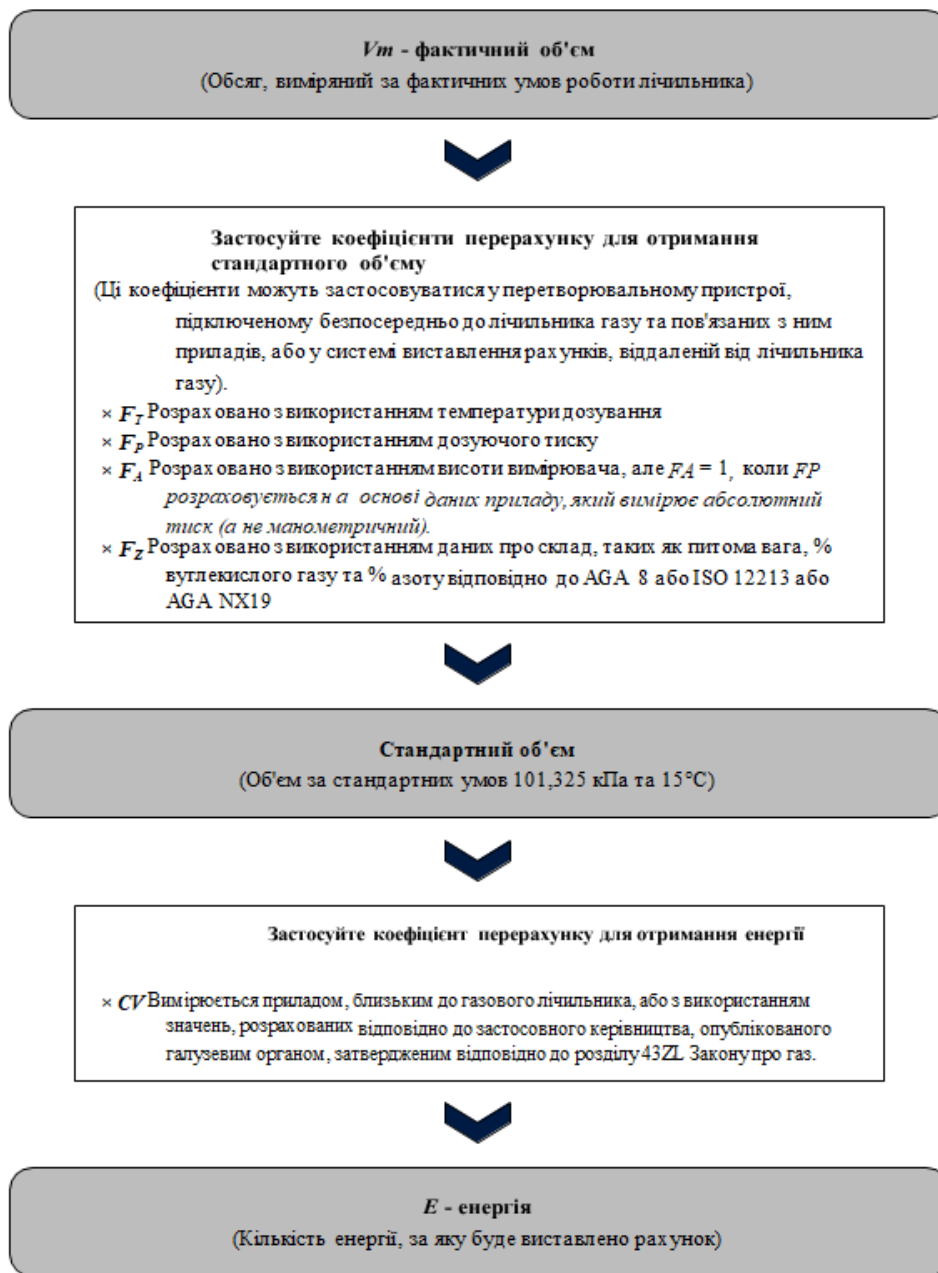 Vm - фактичний об'єм
(Обсяг, виміряний за фактичних умов роботи лічильника)
Застосуйте коефіцієнти перерахунку для отримання
стандартного об'єму
(Ці коефіцієнти можуть застосовуватися у перетворювальному пристрої,
підключеному безпосередньо до лічильника газу та пов'язаних з ним
приладів, або у системі виставлення рахунків, віддаленій від лічильника
газу).
× FT Розраховано з використанням температури дозування
× FP Розраховано з використанням дозуючого тиску
× FA Розраховано з використанням висоти вимірювача, але FA = 1, коли FP
розраховується н а основі даних приладу, який вимірює абсолютний
тиск (а не манометричний).
× FZ Розраховано з використанням даних про склад, таких як питома вага, %
вуглекислого газу та % азоту відповідно до AGA 8 або ISO 12213 або
AGA NX19
Стандартний об'єм
(Об'єм за стандартних умов 101,325 кПа та 15°C)
Застосуйте коефіцієнт перерахунку для отримання енергії
× CV Вимірюється приладом, близьким до газового лічильника, або з використанням
значень, розрахованих відповідно до застосовного керівництва, опублікованого
галузевим органом, затвердженим відповідно до розділу 43ZL Закону про газ.
E - енергія
(Кількість енергії, за яку буде виставлено рахунок)